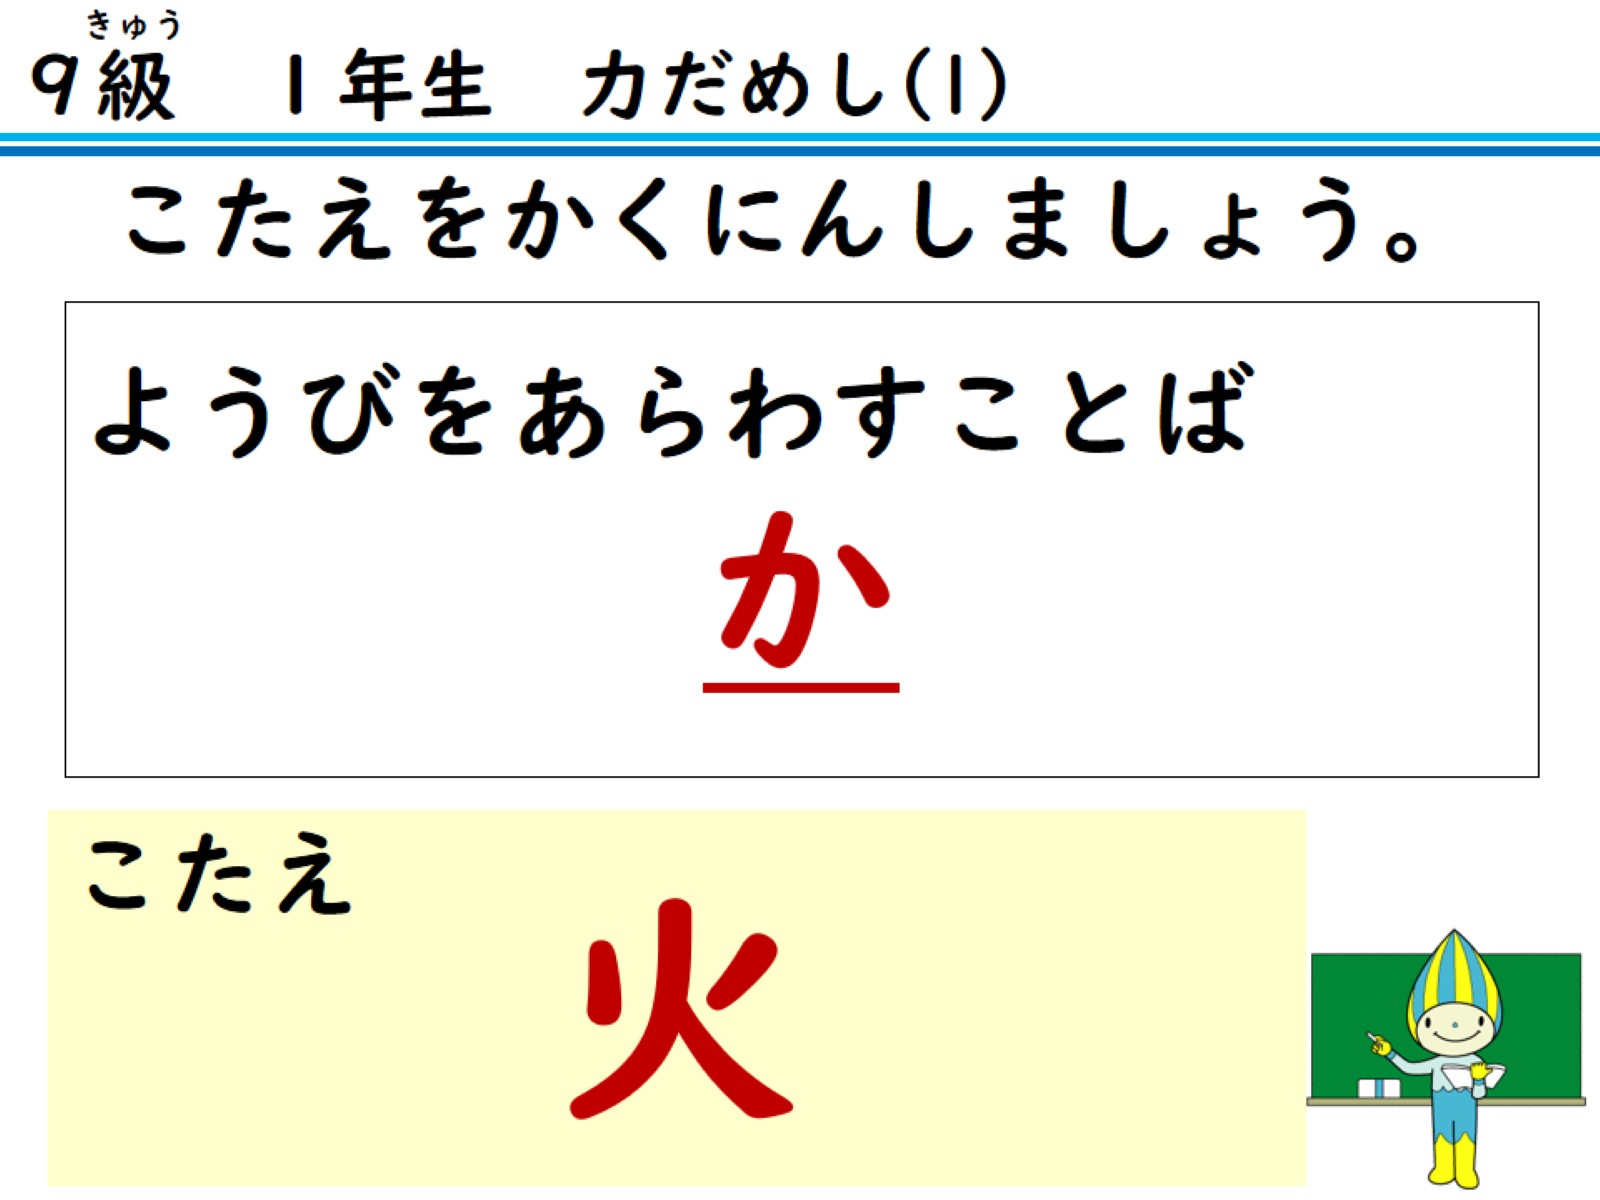 きゅう
９級　１年生　力だめし(１)
こたえをかくにんしましょう。
ようびをあらわすことば
か
こたえ
火